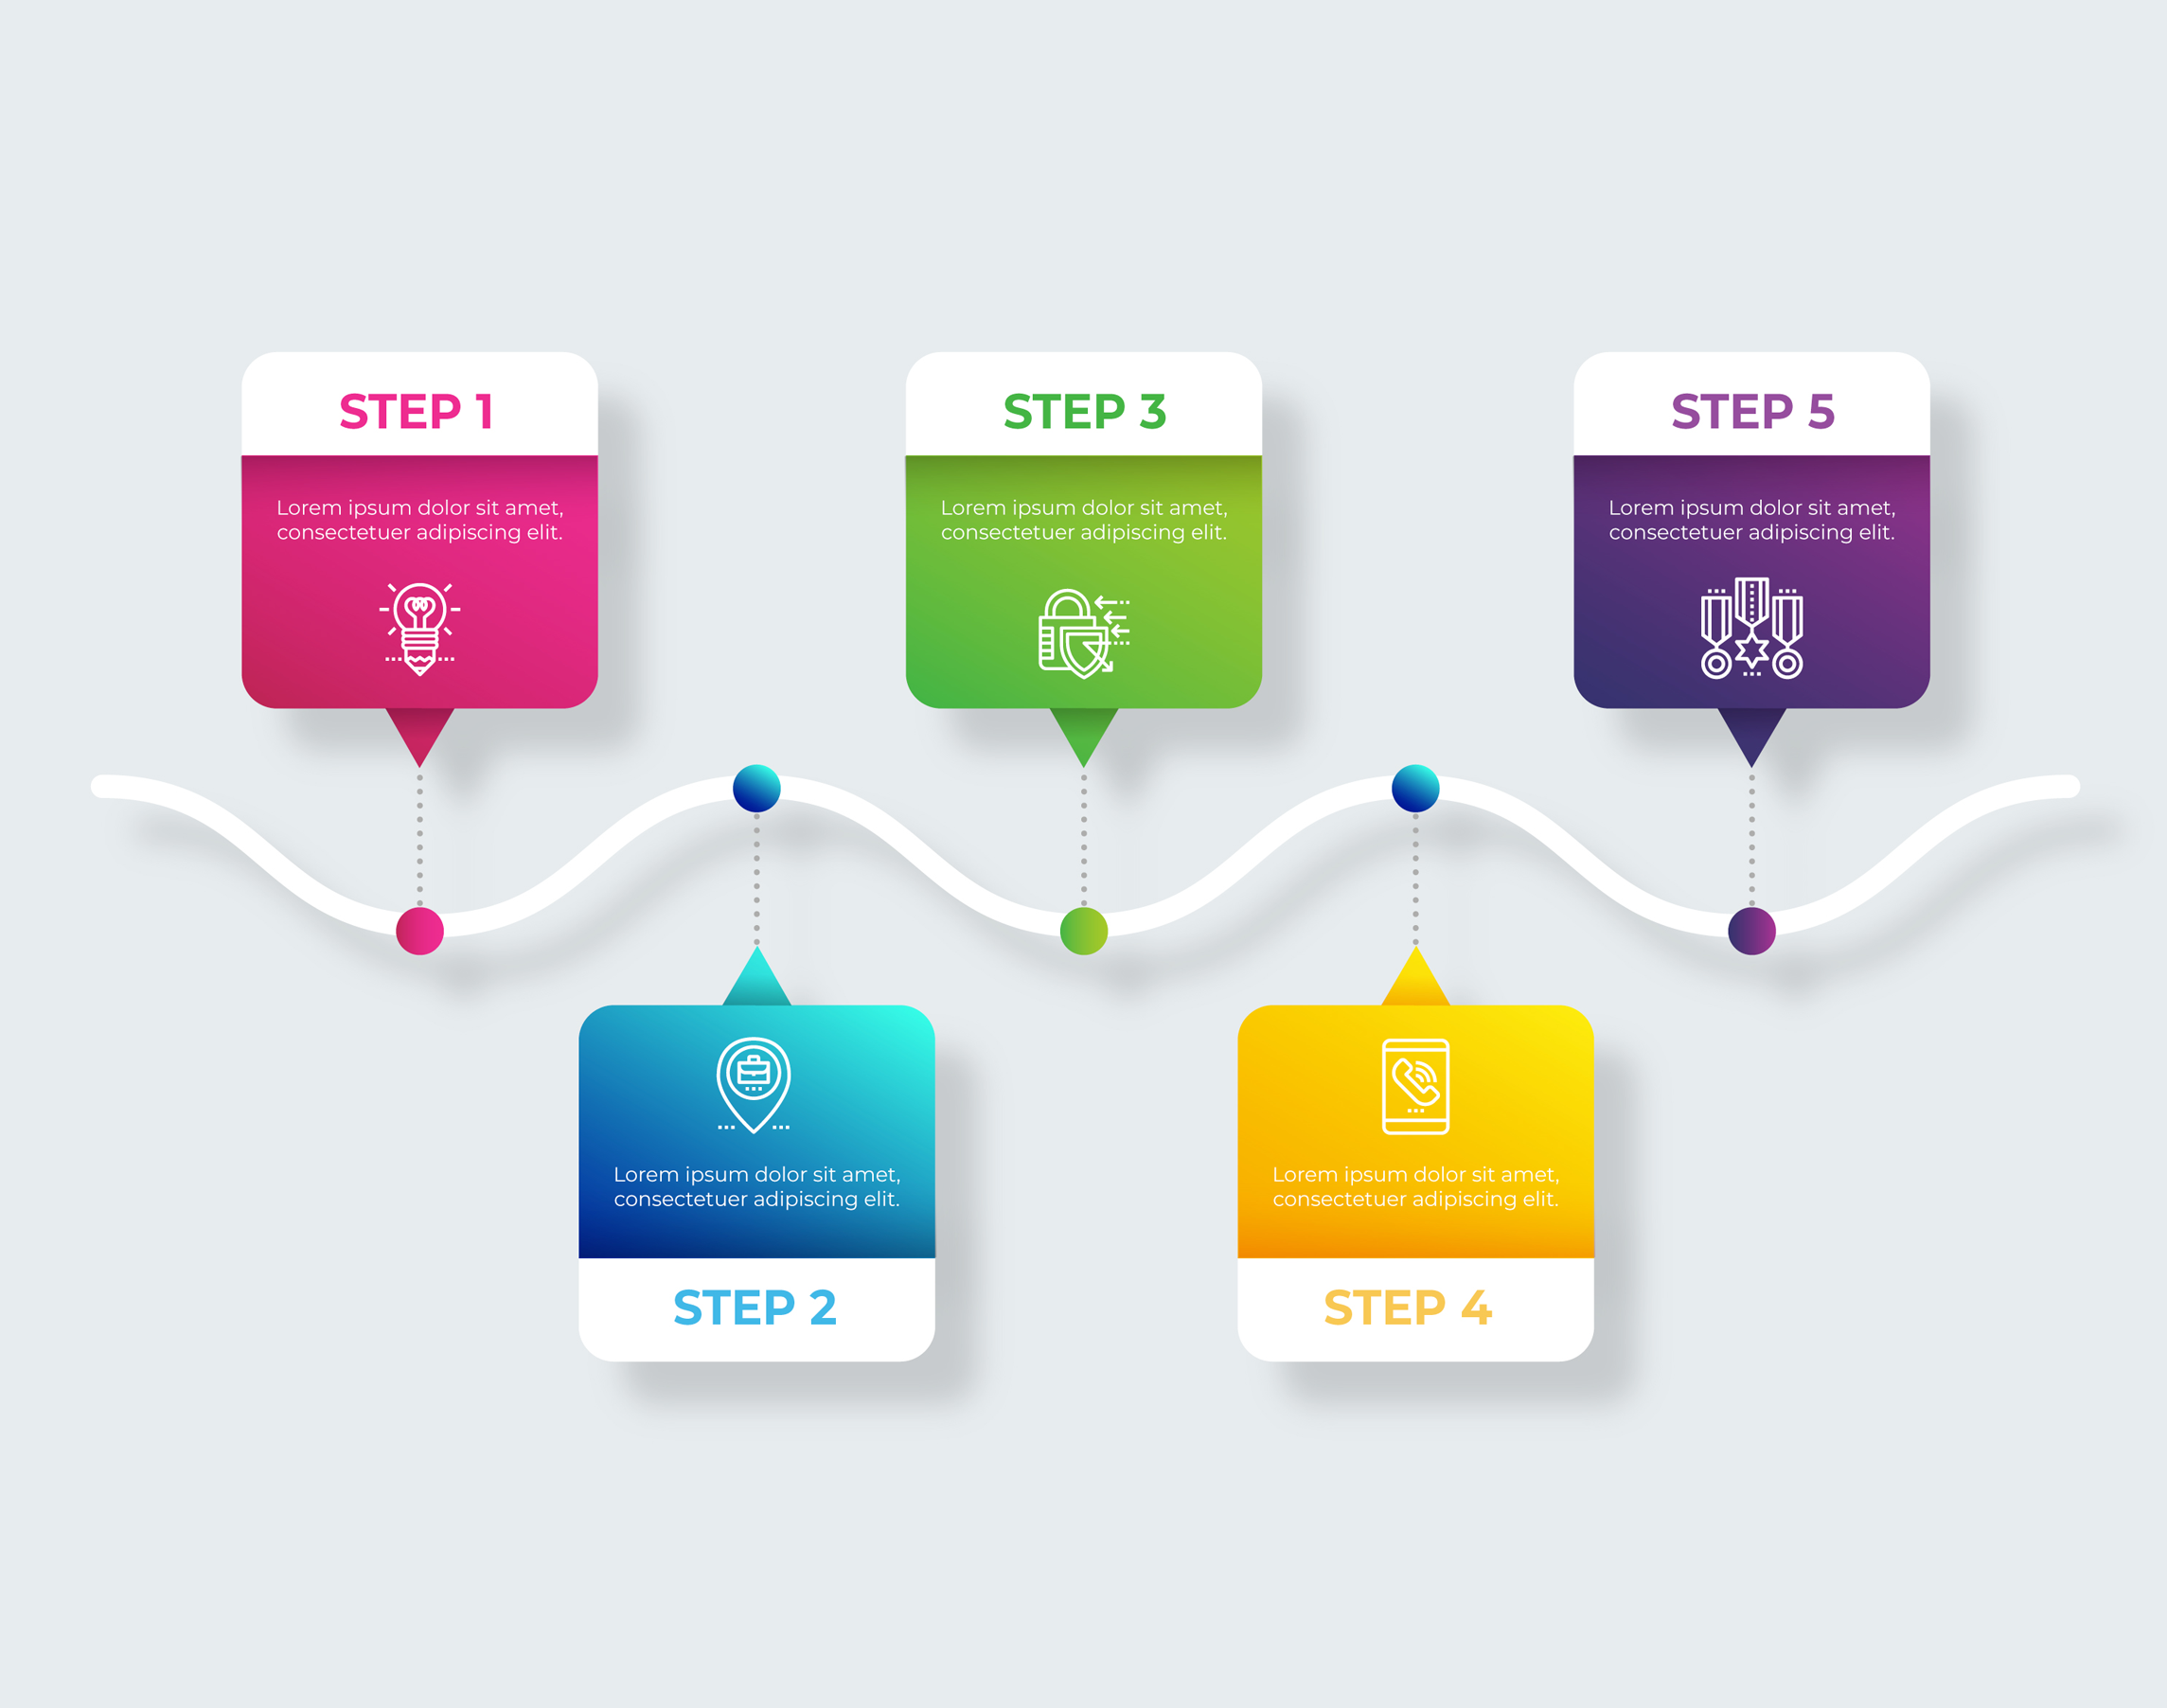 STEP 1
Lorem ipsum dolor sit amet,
consectetuer adipiscing elit.
Lorem ipsum dolor sit amet,
consectetuer adipiscing elit.
STEP 2
STEP 3
Lorem ipsum dolor sit amet,
consectetuer adipiscing elit.
Lorem ipsum dolor sit amet,
consectetuer adipiscing elit.
STEP 4
STEP 5
Lorem ipsum dolor sit amet,
consectetuer adipiscing elit.